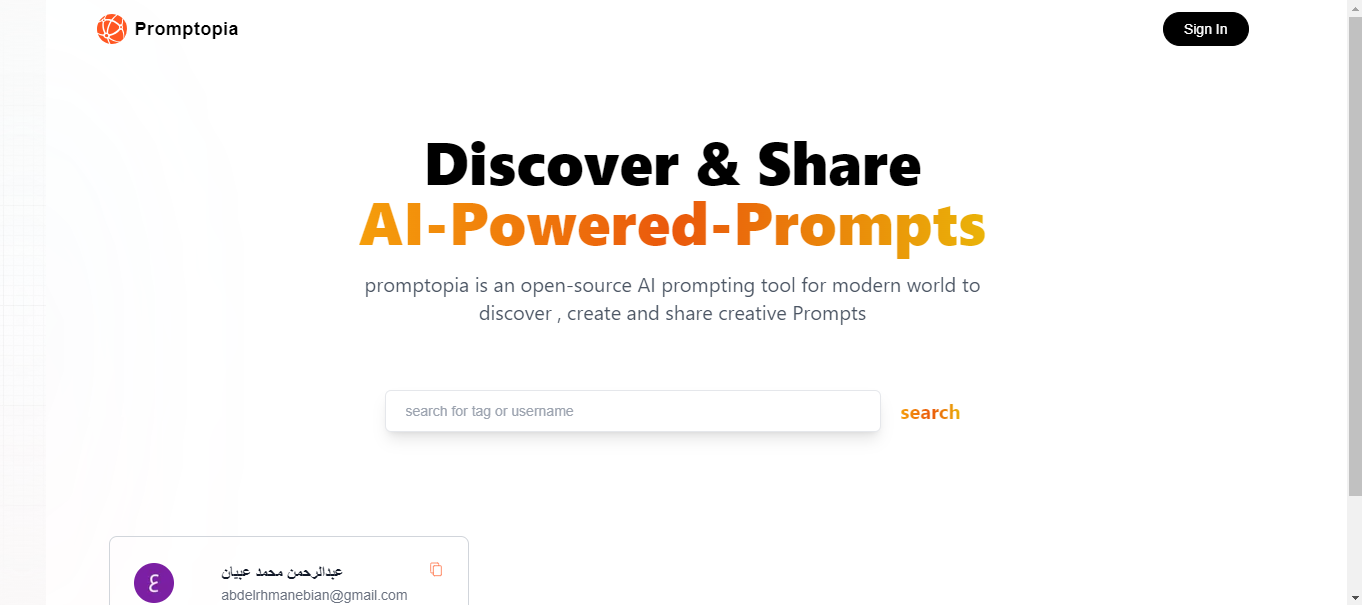 Promptopia
Sign In
Discover & Share
AI-Powered-Prompts
promptopia is an open-source AI prompting tool for modern world to
discover , create and share creative Prompts
search for tag or username
search
ع
عبدالرحمن محمد عبيان
abdelrhmanebian@gmail.com